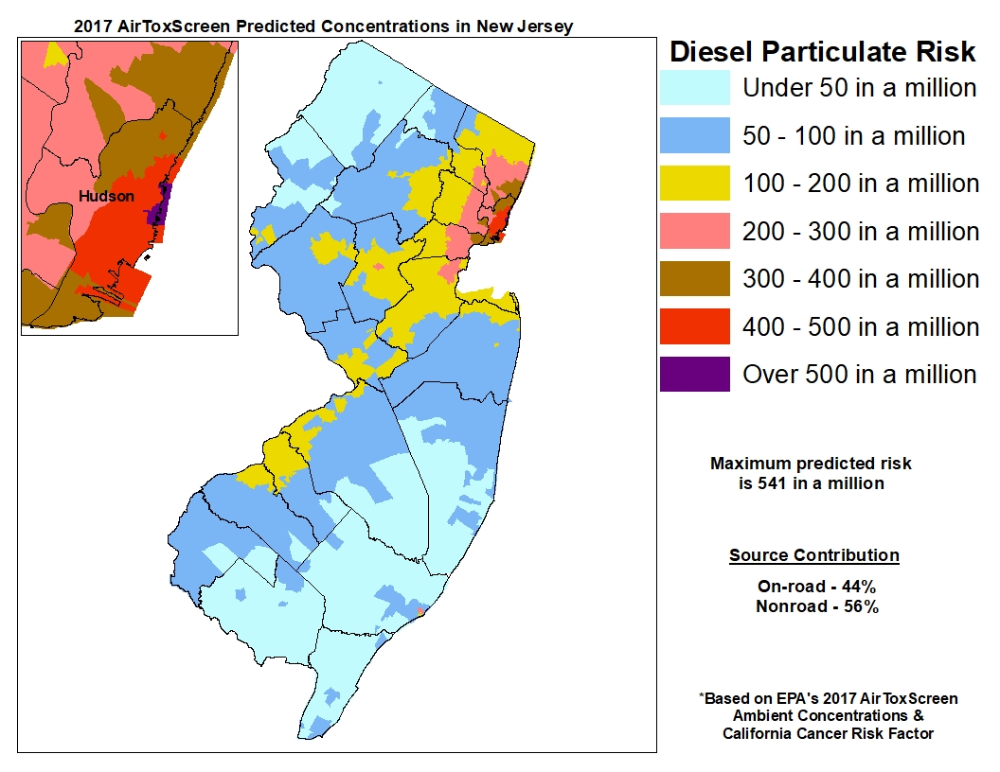 2017 AirToxScreen Predicted Concentrations in New Jersey
Hudson
Diesel Particulate Risk
Under 50 in a million
50 - 100 in a million
100 - 200 in a million
200 - 300 in a million
300 - 400 in a million
400 - 500 in a million
Over 500 in a million
Maximum predicted risk
is 541 in a million
Source Contribution
On-road - 44%
Nonroad - 56%
*Based on EPA's 2017 AirToxScreen
Ambient Concentrations &
California Cancer Risk Factor